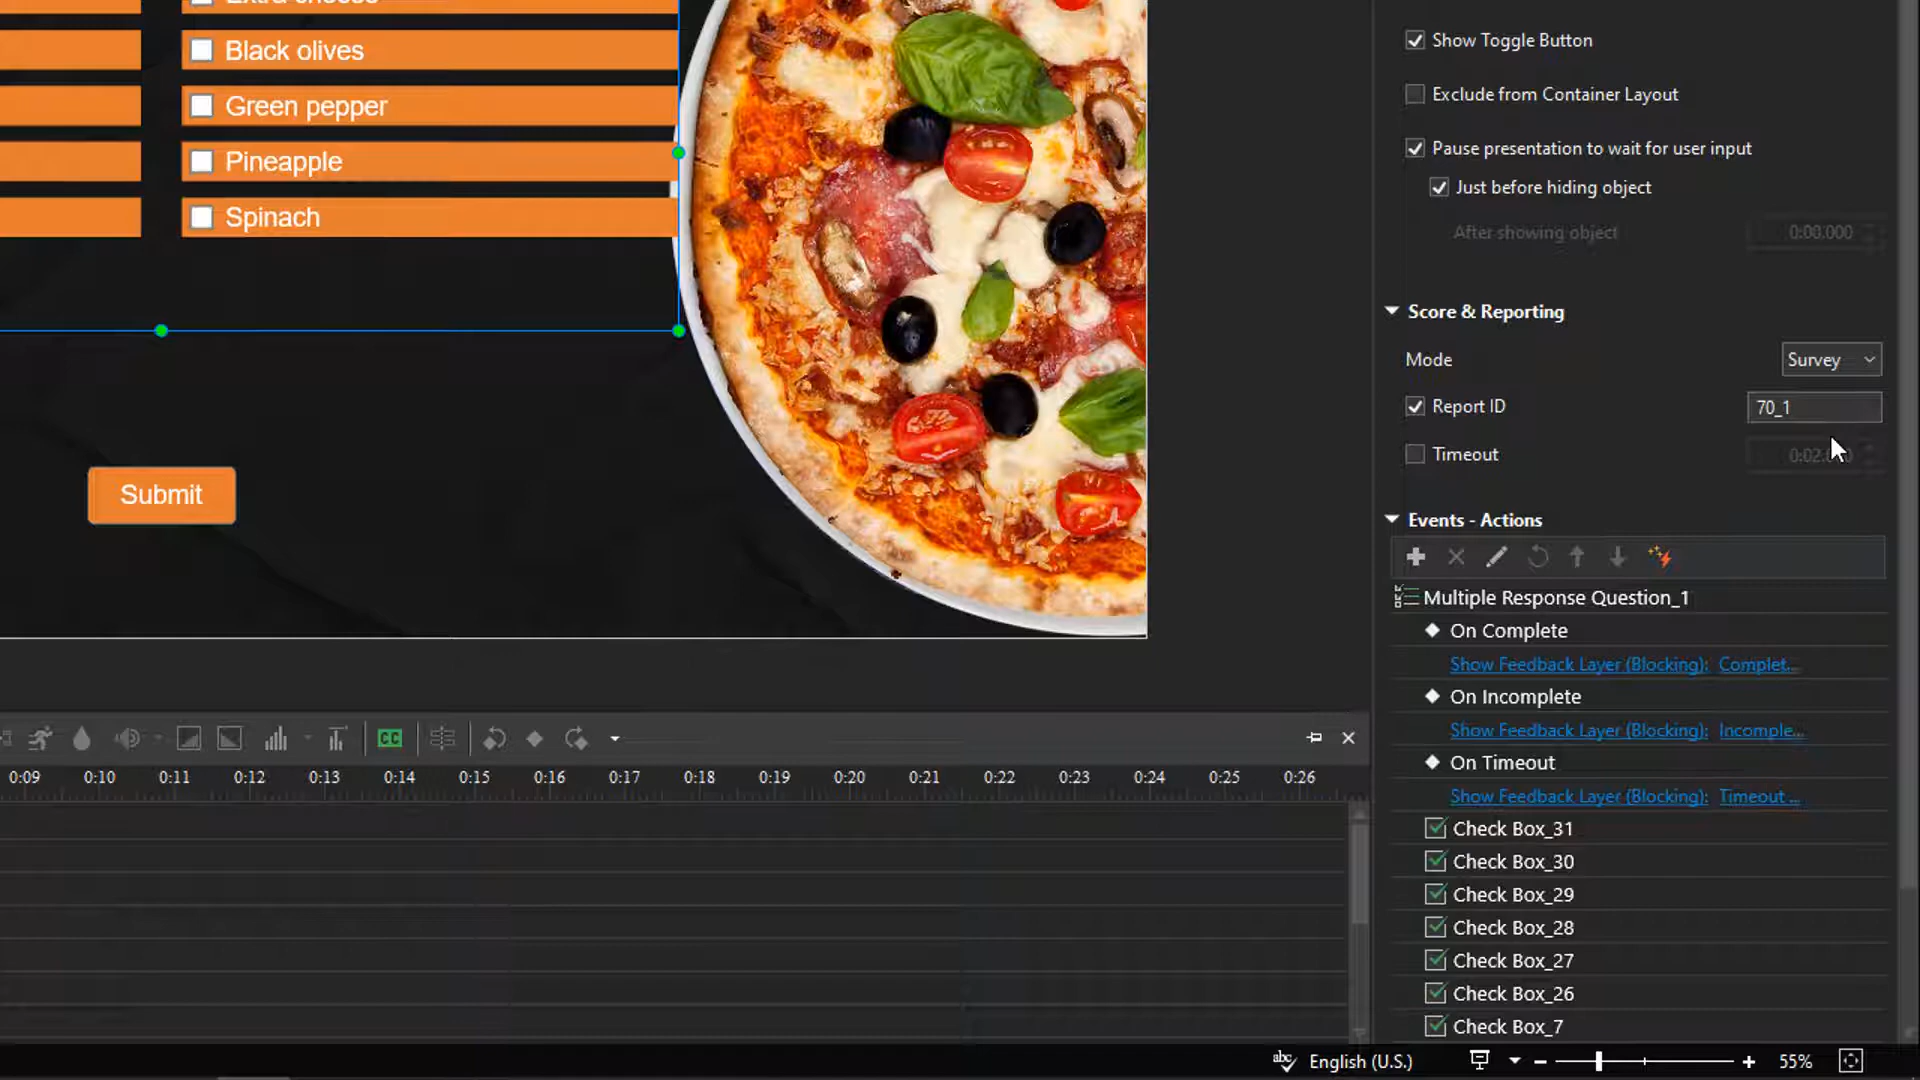 Extra cheese
Black olives
Green pepper
Pineapple
Spinach
Submit
Show Toggle Button
Exclude from Container Layout
Pause presentation to wait for user input
Just before hiding object
After showing object 0:00.000
Score & Reporting
Mode Survey
Report ID 70_1
Timeout
Events - Actions
Multiple Response Question_1
On Complete
Show Feedback Layer (Blocking): Complet...
On Incomplete
Show Feedback Layer (Blocking): Incomple...
On Timeout
Show Feedback Layer (Blocking): Timeout ...
Check Box_31
Check Box_30
Check Box_29
Check Box_28
Check Box_27
Check Box_26
Check Box_7
CC
0:09 0:10 0:11 0:12 0:13 0:14 0:15 0:16 0:17 0:18 0:19 0:20 0:21 0:22 0:23 0:24 0:25 0:26
abc English (U.S.) 55%